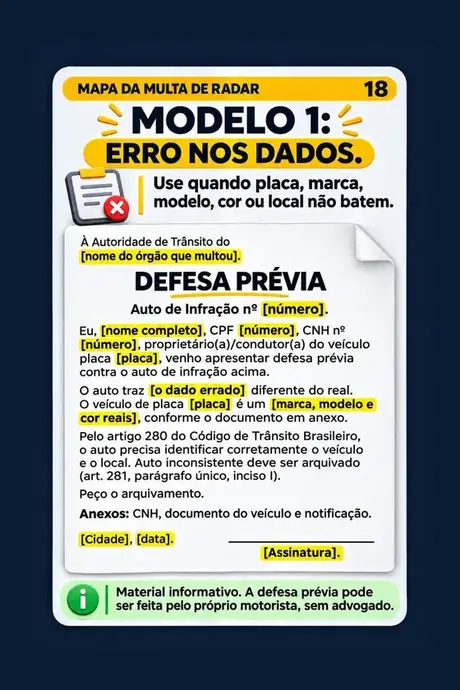 MAPA DA MULTA DE RADAR
18
MODELO 1:
ERRO NOS DADOS.
Use quando placa, marca,
modelo, cor ou local não batem.
À Autoridade de Trânsito do
[nome do órgão que multou].
DEFESA PRÉVIA
Auto de Infração nº [número].
Eu, [nome completo], CPF [número], CNH nº
[número], proprietário(a)/condutor(a) do veículo
placa [placa], venho apresentar defesa prévia
contra o auto de infração acima.
O auto traz [o dado errado] diferente do real.
O veículo de placa [placa] é um [marca, modelo e
cor reais], conforme o documento em anexo.
Pelo artigo 280 do Código de Trânsito Brasileiro,
o auto precisa identificar corretamente o veículo
e o local. Auto inconsistente deve ser arquivado
(art. 281, parágrafo único, inciso I).
Peço o arquivamento.
Anexos: CNH, documento do veículo e notificação.
[Cidade], [data].
[Assinatura].
Material informativo. A defesa prévia pode
ser feita pelo próprio motorista, sem advogado.